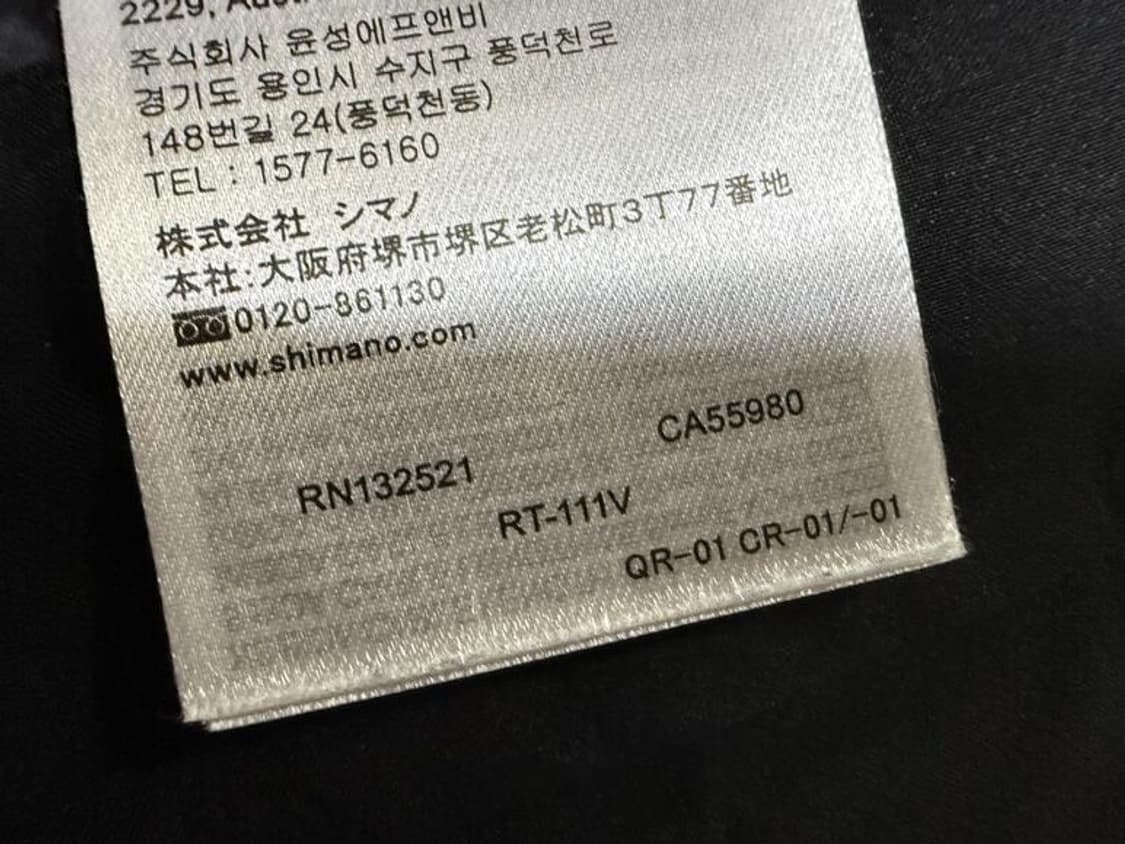 2229,
주식회사 윤성에프앤비
경기도 용인시 수지구 풍덕천로
148번길 24(풍덕천동)
TEL : 1577-6160
株式会社 シマノ
本社:大阪府堺市堺区老松町3丁77番地
0120-861130
www.shimano.com
CA55980
RN132521
RT-111V
QR-01 CR-01/-01